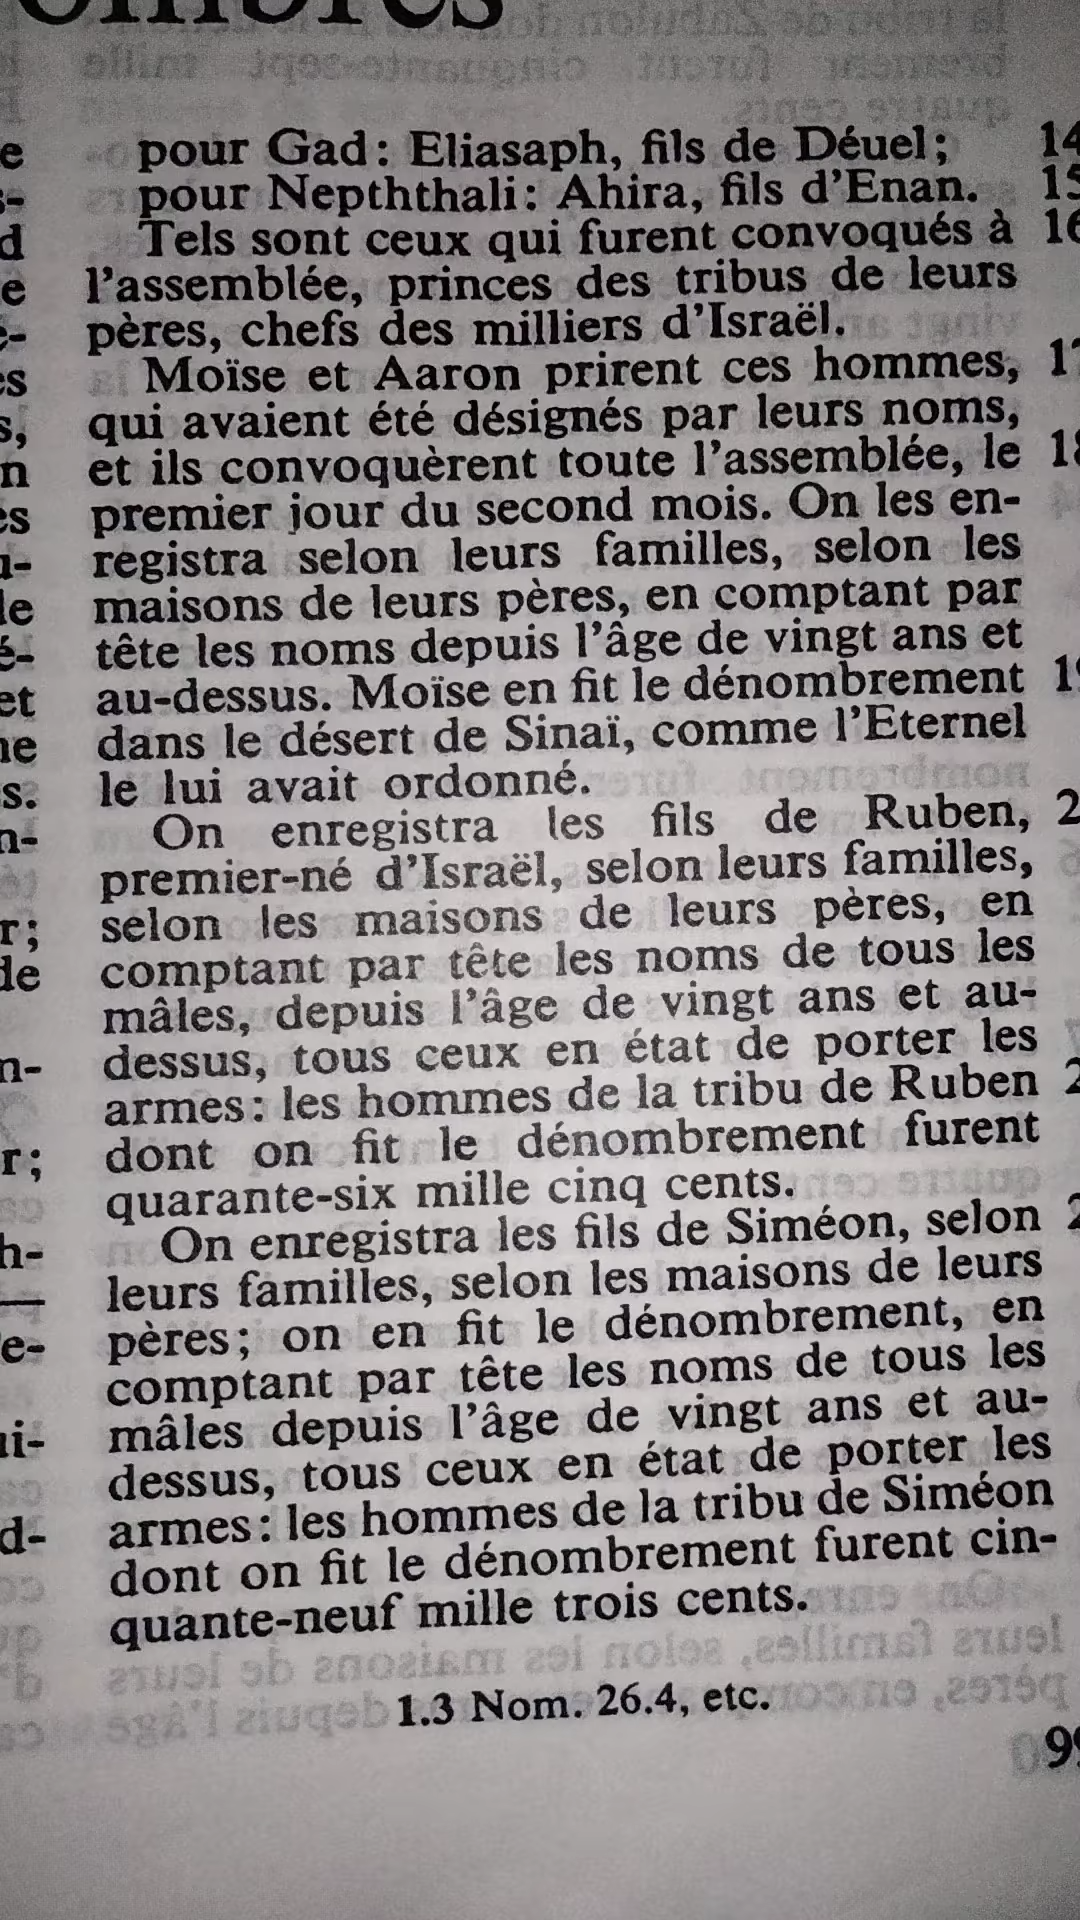 pour Gad: Eliasaph, fils de Déuel; 14
pour Nepththali: Ahira, fils d'Enan. 15
Tels sont ceux qui furent convoqués à 16
l'assemblée, princes des tribus de leurs
pères, chefs des milliers d'Israël.
Moïse et Aaron prirent ces hommes, 17
qui avaient été désignés par leurs noms,
et ils convoquèrent toute l'assemblée, le 18
premier jour du second mois. On les en-
registra selon leurs familles, selon les
maisons de leurs pères, en comptant par
tête les noms depuis l'âge de vingt ans et
au-dessus. Moïse en fit le dénombrement 19
dans le désert de Sinaï, comme l'Eternel
le lui avait ordonné.
On enregistra les fils de Ruben, 2
premier-né d'Israël, selon leurs familles,
selon les maisons de leurs pères, en
comptant par tête les noms de tous les
mâles, depuis l'âge de vingt ans et au-
dessus, tous ceux en état de porter les
armes: les hommes de la tribu de Ruben 2
dont on fit le dénombrement furent
quarante-six mille cinq cents.
On enregistra les fils de Siméon, selon 2
leurs familles, selon les maisons de leurs
pères; on en fit le dénombrement, en
comptant par tête les noms de tous les
mâles depuis l'âge de vingt ans et au-
dessus, tous ceux en état de porter les
armes: les hommes de la tribu de Siméon
dont on fit le dénombrement furent cin-
quante-neuf mille trois cents.
1.3 Nom. 26.4, etc.